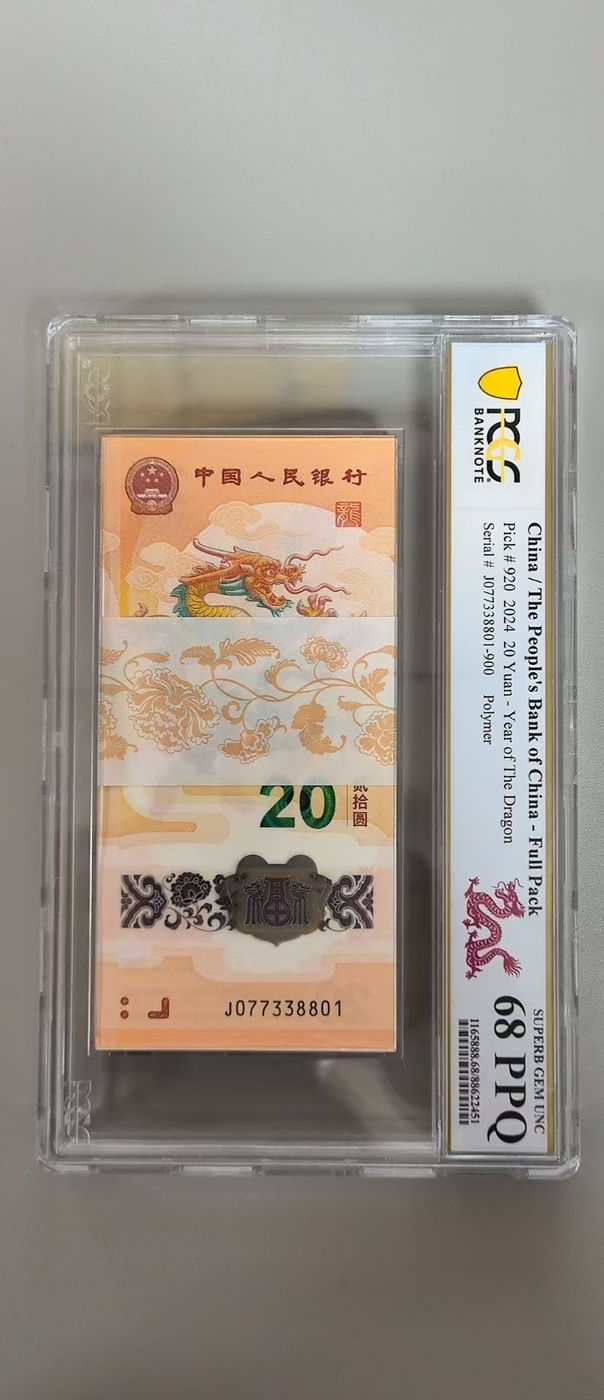 中国人民银行
龍
20
贰拾圆
J077338801
PCGS
BANKNOTE
China / The People's Bank of China - Full Pack
Pick # 920 2024 20 Yuan - Year of The Dragon
Serial # J077338801-900 Polymer
SUPERB GEM UNC
68 PPQ
1165888.68/88622451